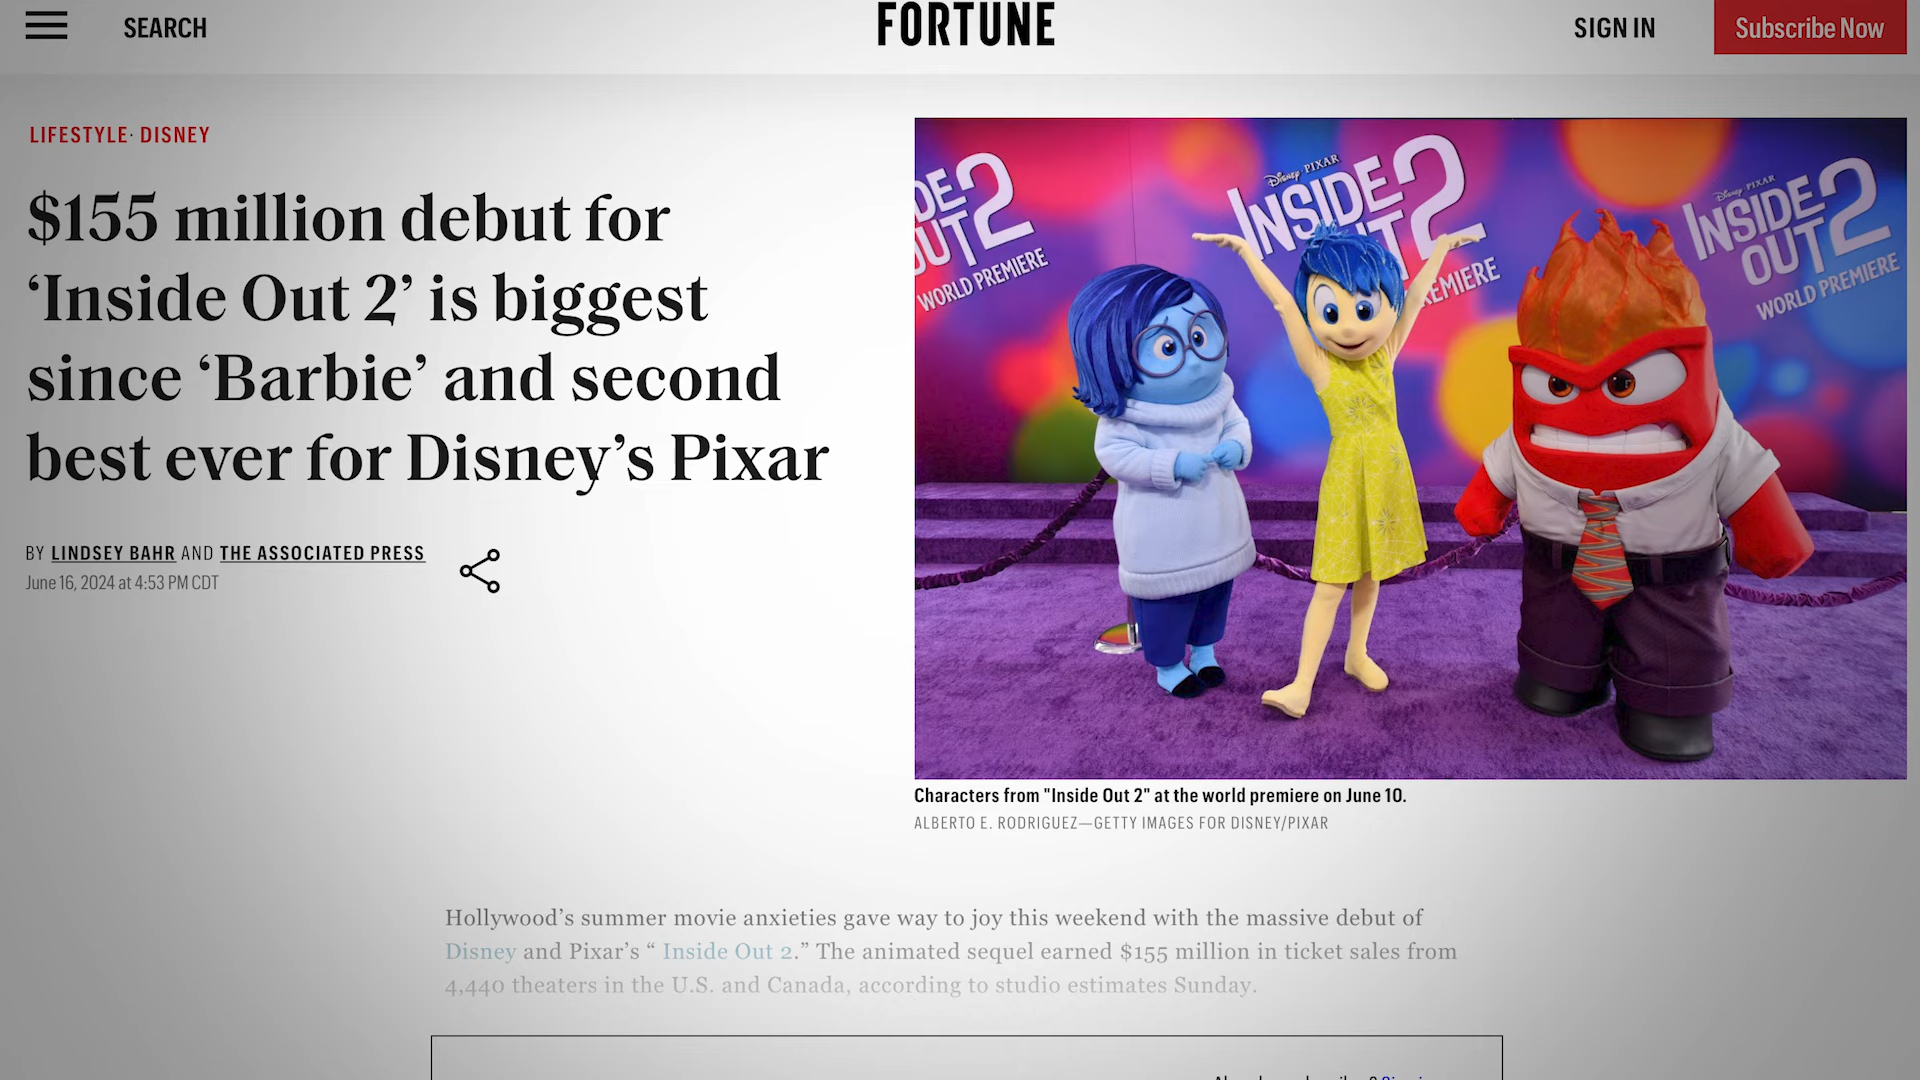 SEARCH
FORTUNE
SIGN IN
Subscribe Now
LIFESTYLE· DISNEY
$155 million debut for
‘Inside Out 2’ is biggest
since ‘Barbie’ and second
best ever for Disney’s Pixar
BY LINDSEY BAHR AND THE ASSOCIATED PRESS
June 16, 2024 at 4:53 PM CDT
DISNEY PIXAR
INSIDE
OUT 2
WORLD PREMIERE
DISNEY PIXAR
INSIDE
OUT 2
WORLD PREMIERE
Characters from "Inside Out 2" at the world premiere on June 10.
ALBERTO E. RODRIGUEZ—GETTY IMAGES FOR DISNEY/PIXAR
Hollywood’s summer movie anxieties gave way to joy this weekend with the massive debut of
Disney and Pixar’s “ Inside Out 2.” The animated sequel earned $155 million in ticket sales from
4,440 theaters in the U.S. and Canada, according to studio estimates Sunday.